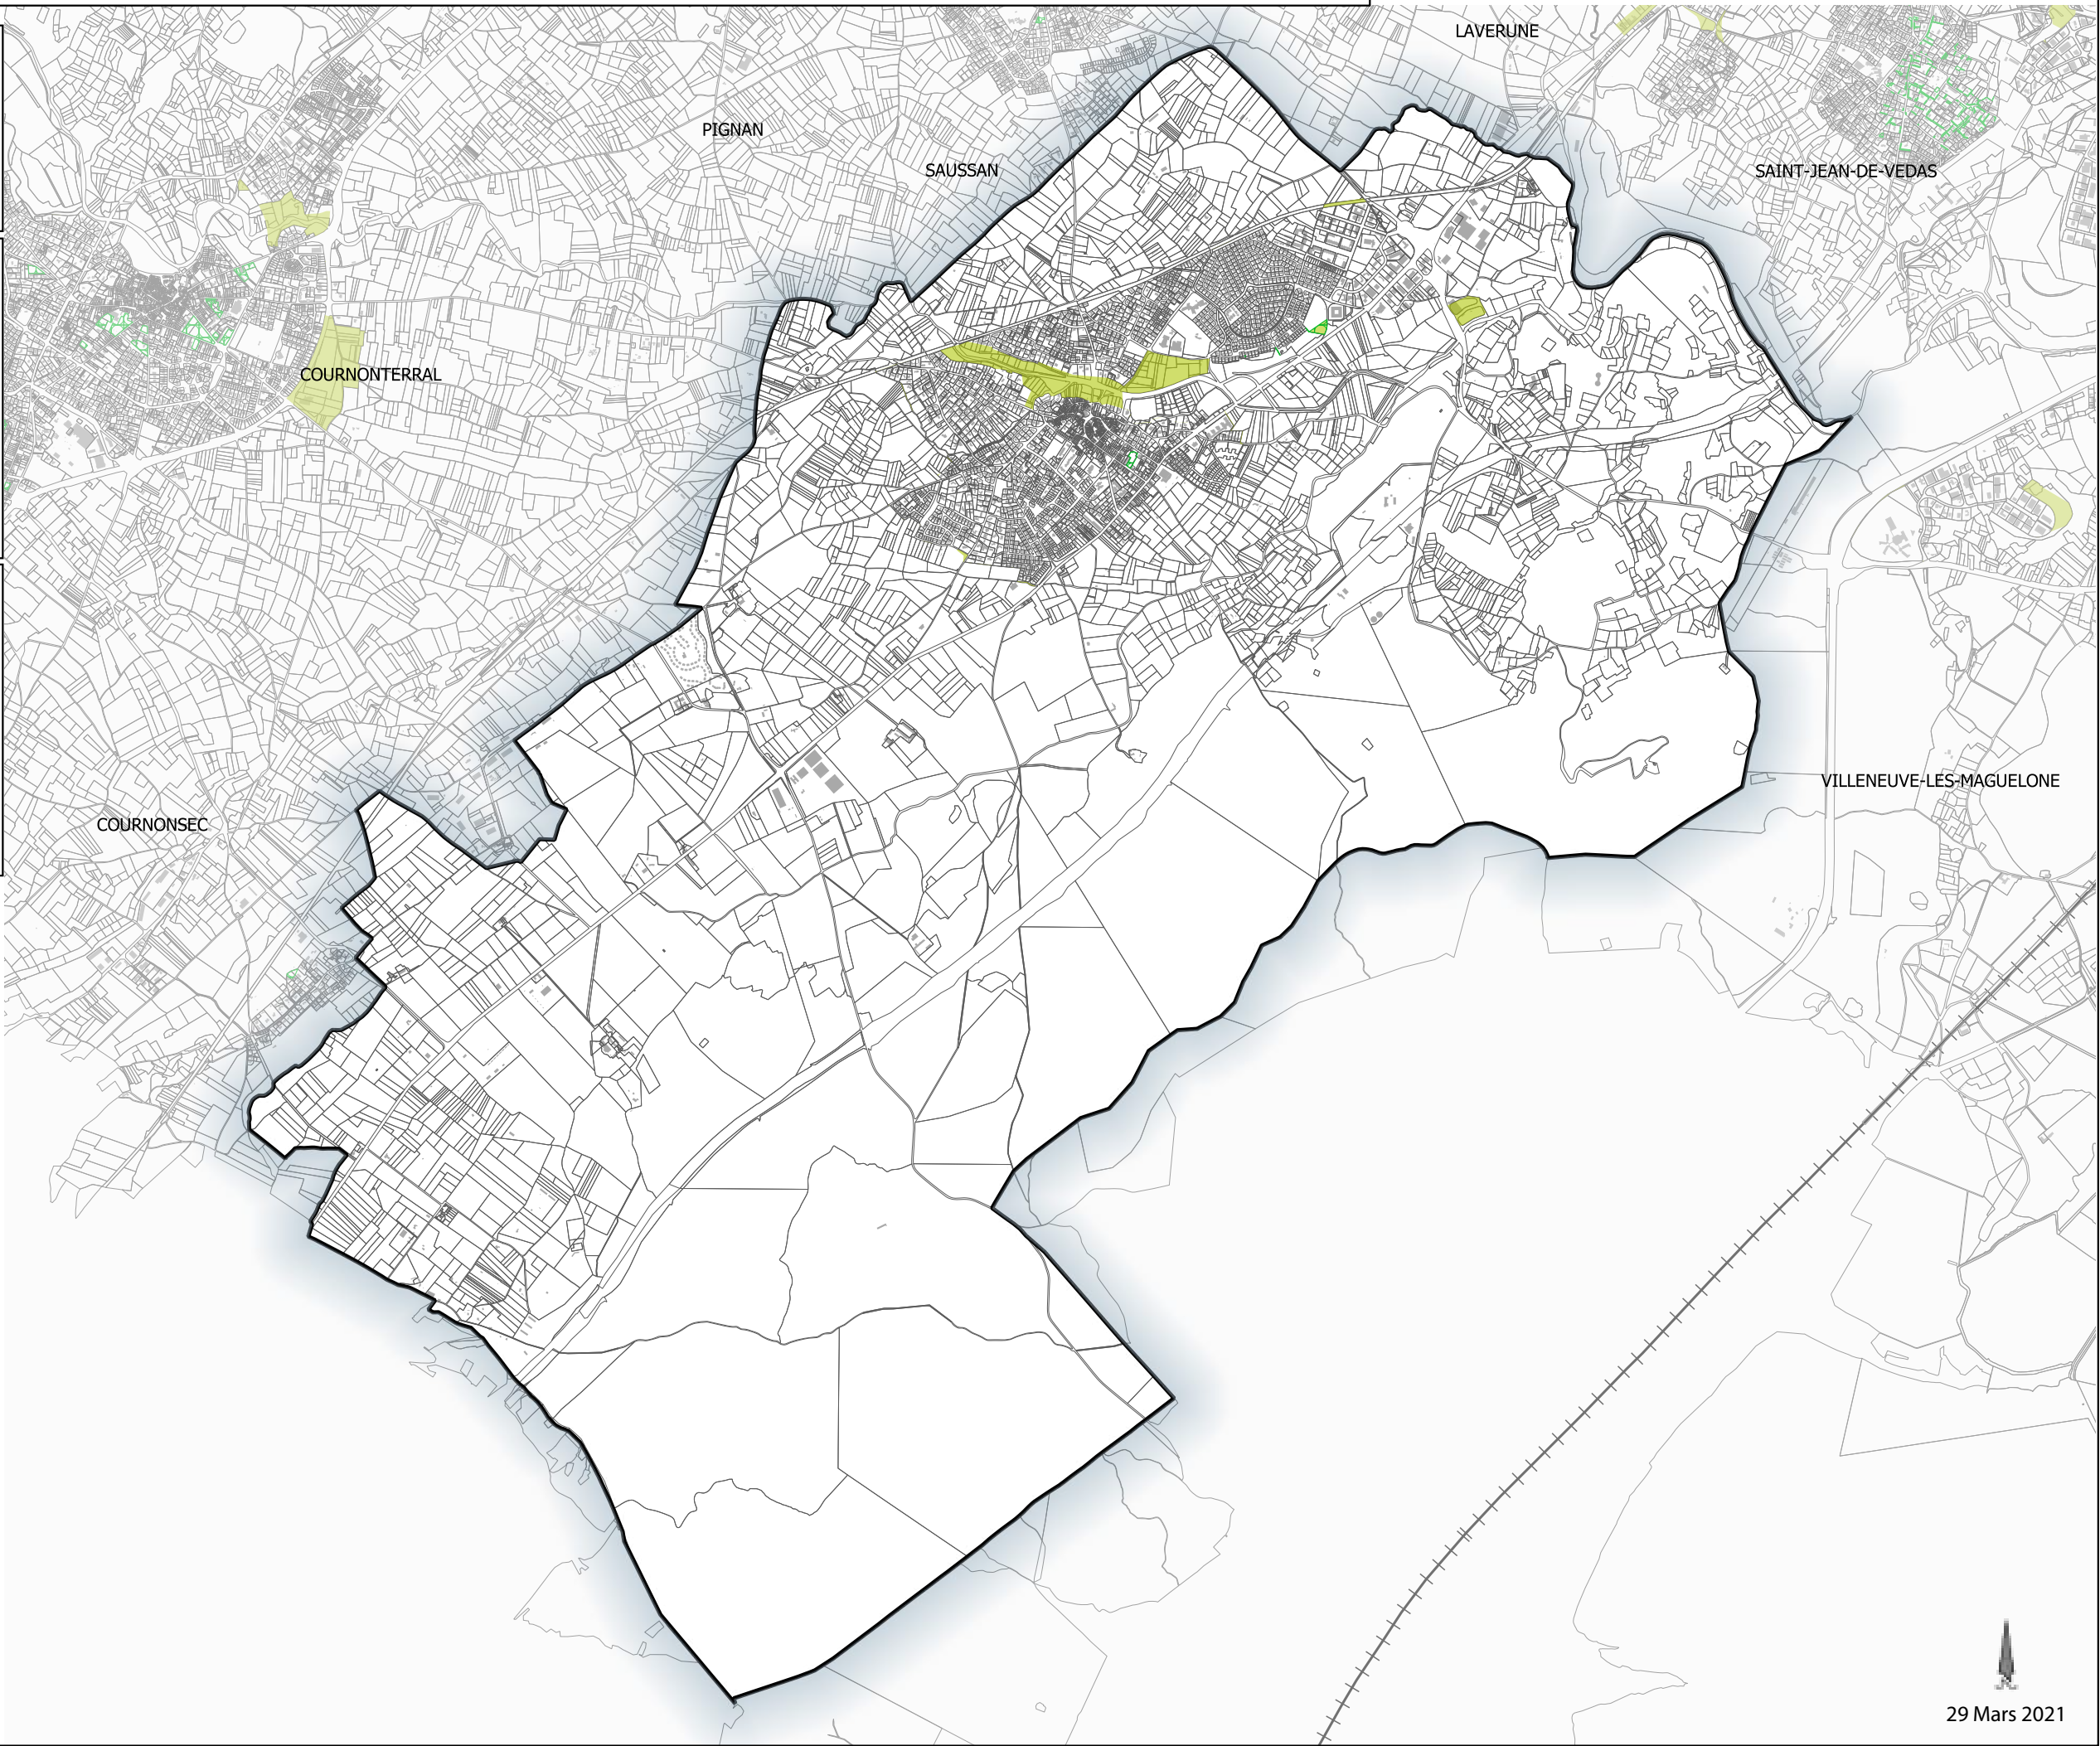 LAVERUNE
PIGNAN
SAUSSAN
SAINT-JEAN-DE-VEDAS
COURNONTERRAL
VILLENEUVE-LES-MAGUELONE
COURNONSEC
29 Mars 2021